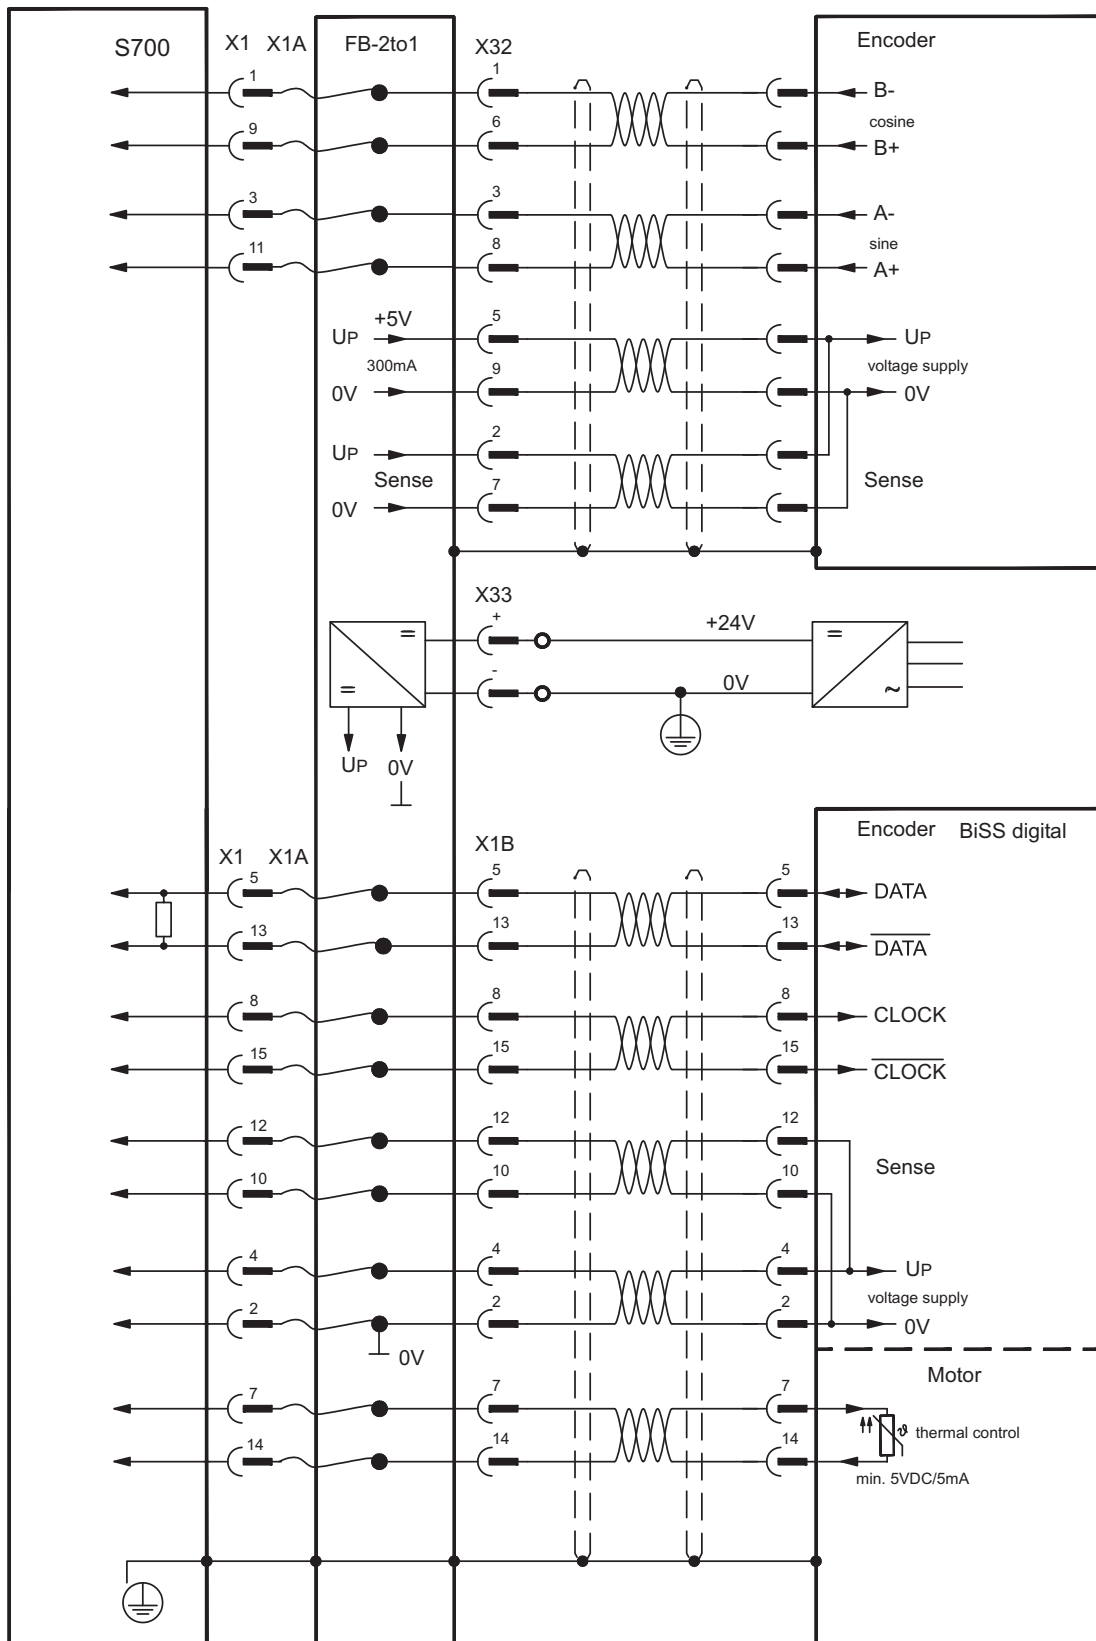 S700 X1 X1A FB-2to1 X32 Encoder
1 1 B-
cosine
9 6 B+
3 3 A-
sine
11 8 A+
UP +5V 5 UP
300mA voltage supply
0V 9 0V
UP 2
Sense Sense
0V 7
X33
+ +24V =
=
- 0V
= ~
UP 0V
Encoder BiSS digital
X1 X1A X1B
5 5 5 DATA
13 13 13 DATA
8 8 8 CLOCK
15 15 15 CLOCK
12 12 12
Sense
10 10 10
4 4 4 UP
voltage supply
2 2 2 0V
0V
Motor
7 7 7
ϑ thermal control
14 14 14
min. 5VDC/5mA